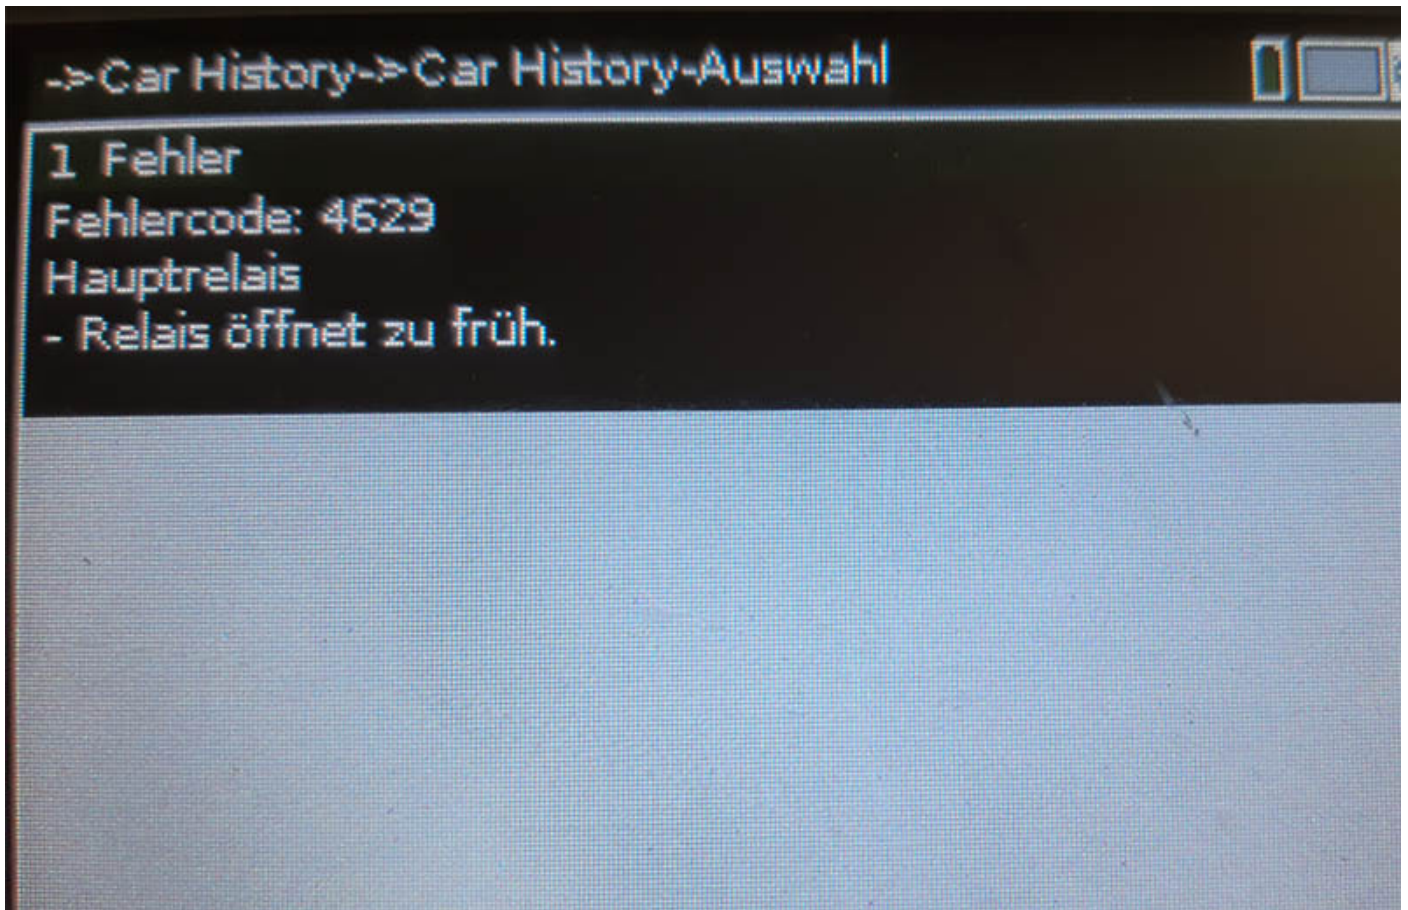 ->Car History->Car History-Auswahl
1 Fehler
Fehlercode: 4629
Hauptrelais
- Relais öffnet zu früh.